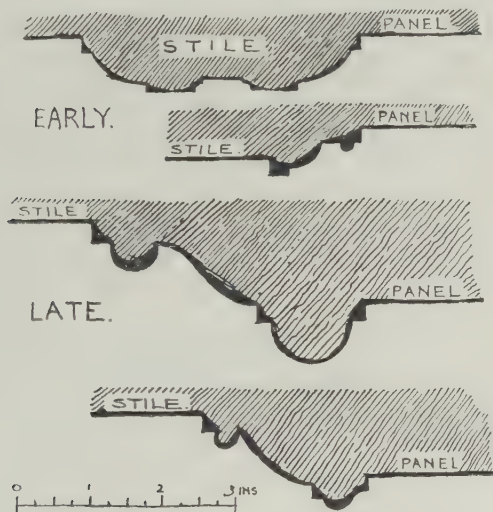 STILE. PANEL
EARLY.
STILE. PANEL
STILE
PANEL
LATE.
STILE.
PANEL
0 1 2 3 INS